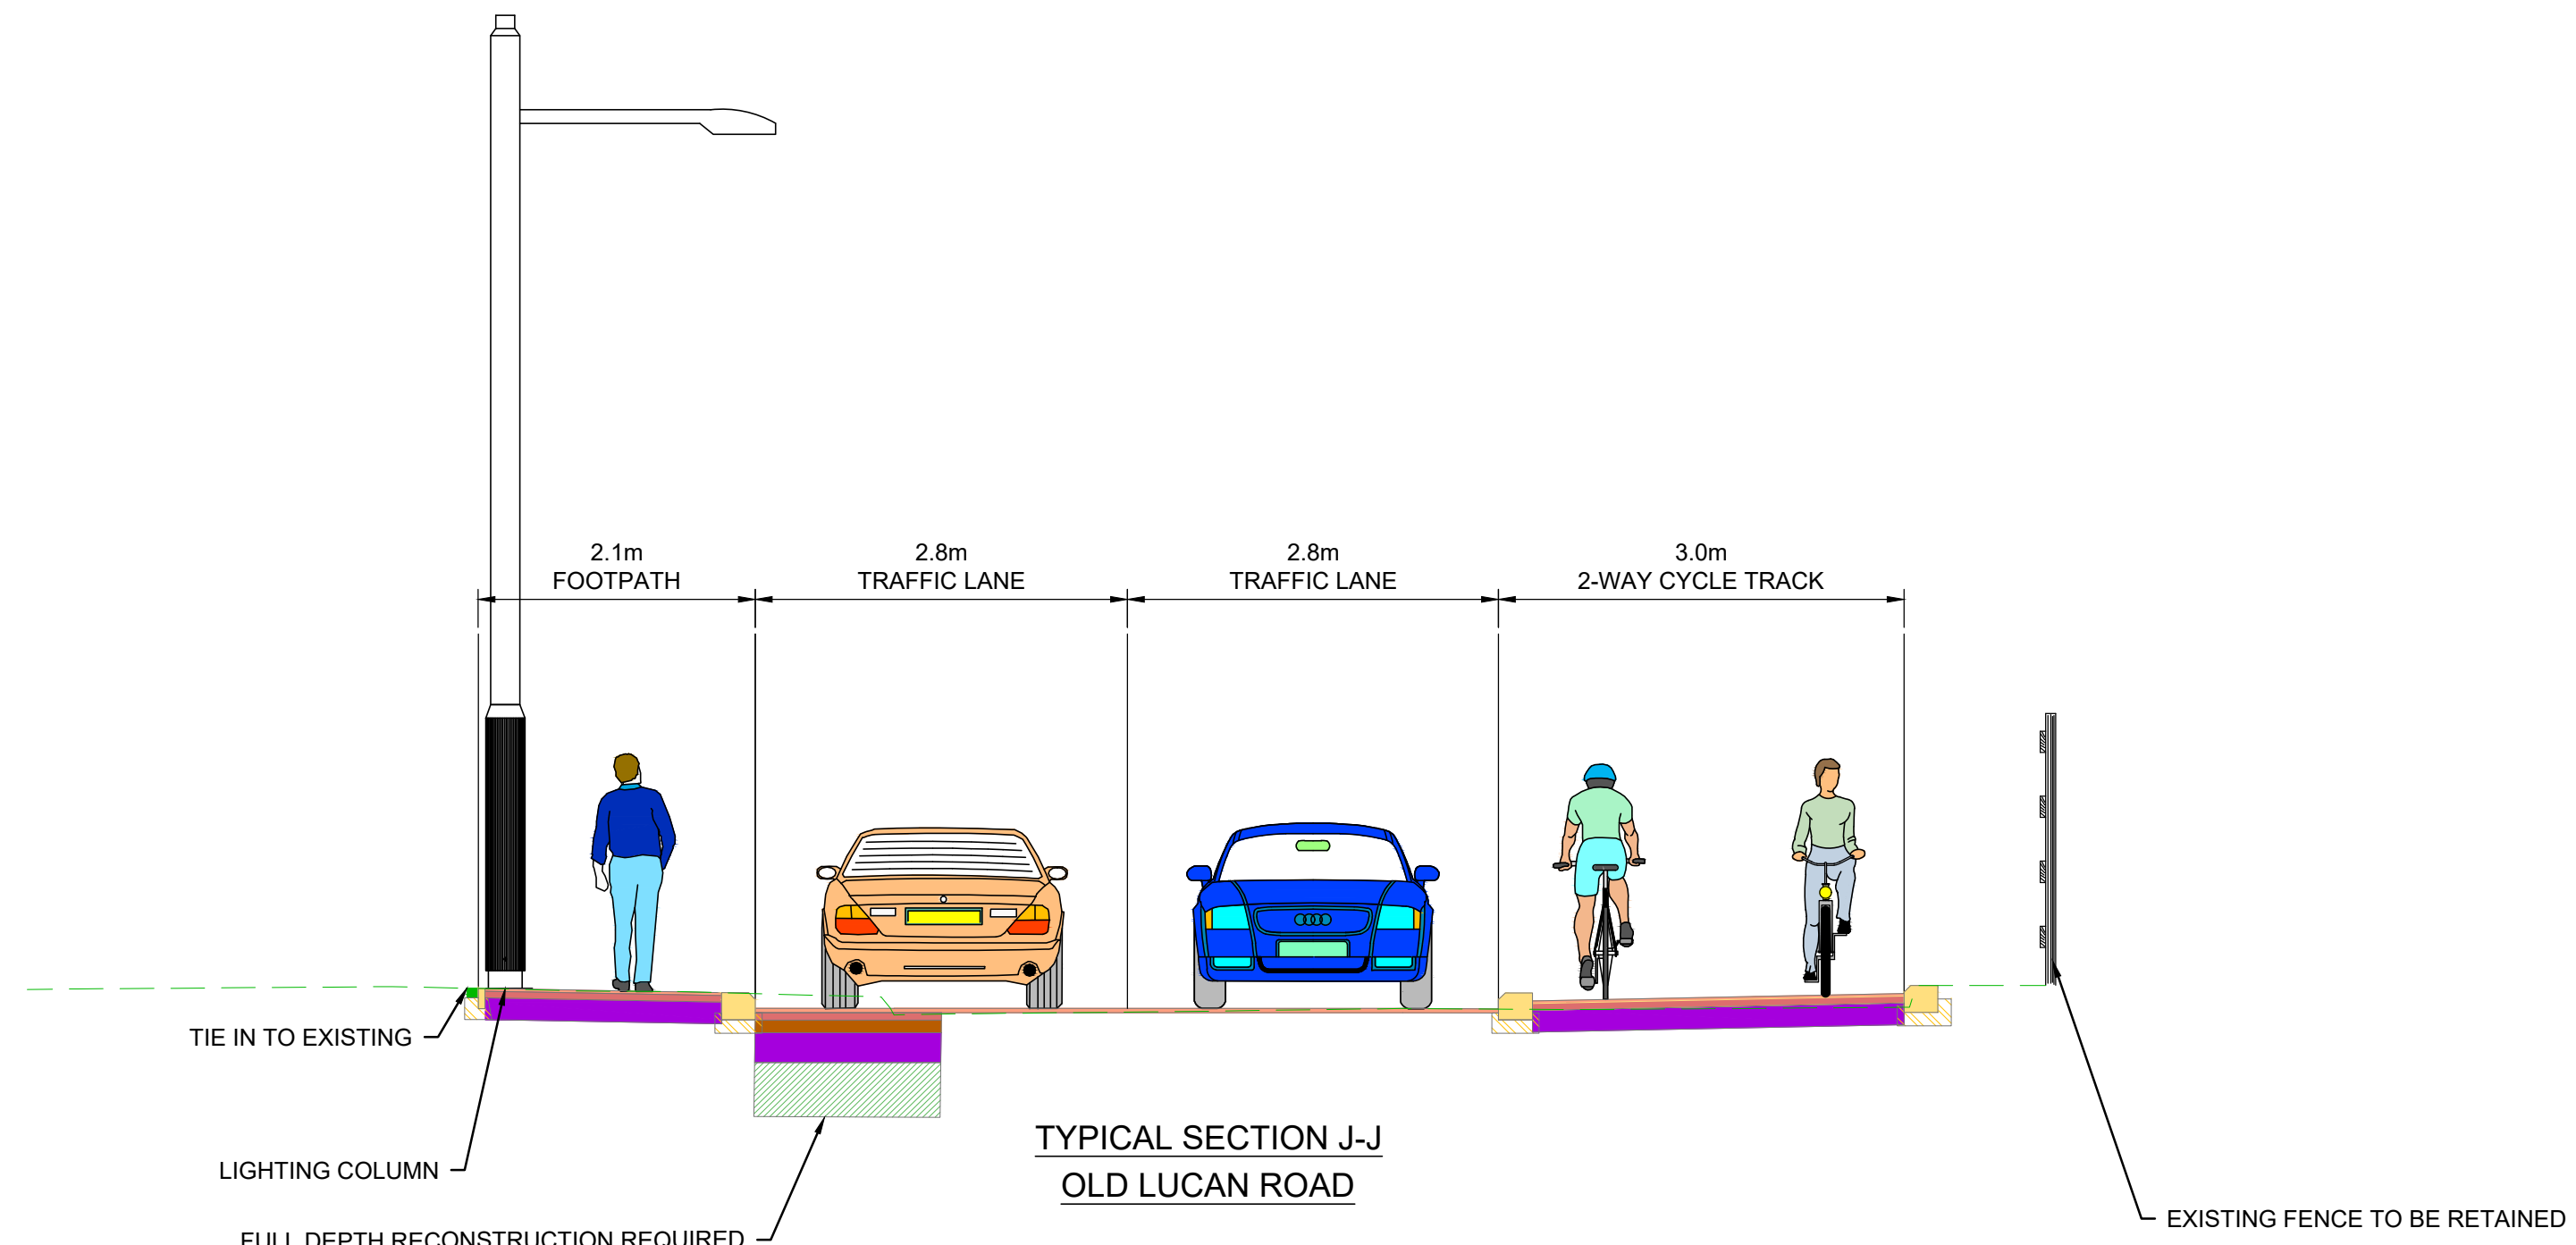 2.1m
FOOTPATH
2.8m
TRAFFIC LANE
2.8m
TRAFFIC LANE
3.0m
2-WAY CYCLE TRACK
TIE IN TO EXISTING
LIGHTING COLUMN
FULL DEPTH RECONSTRUCTION REQUIRED
TYPICAL SECTION J-J
OLD LUCAN ROAD
EXISTING FENCE TO BE RETAINED